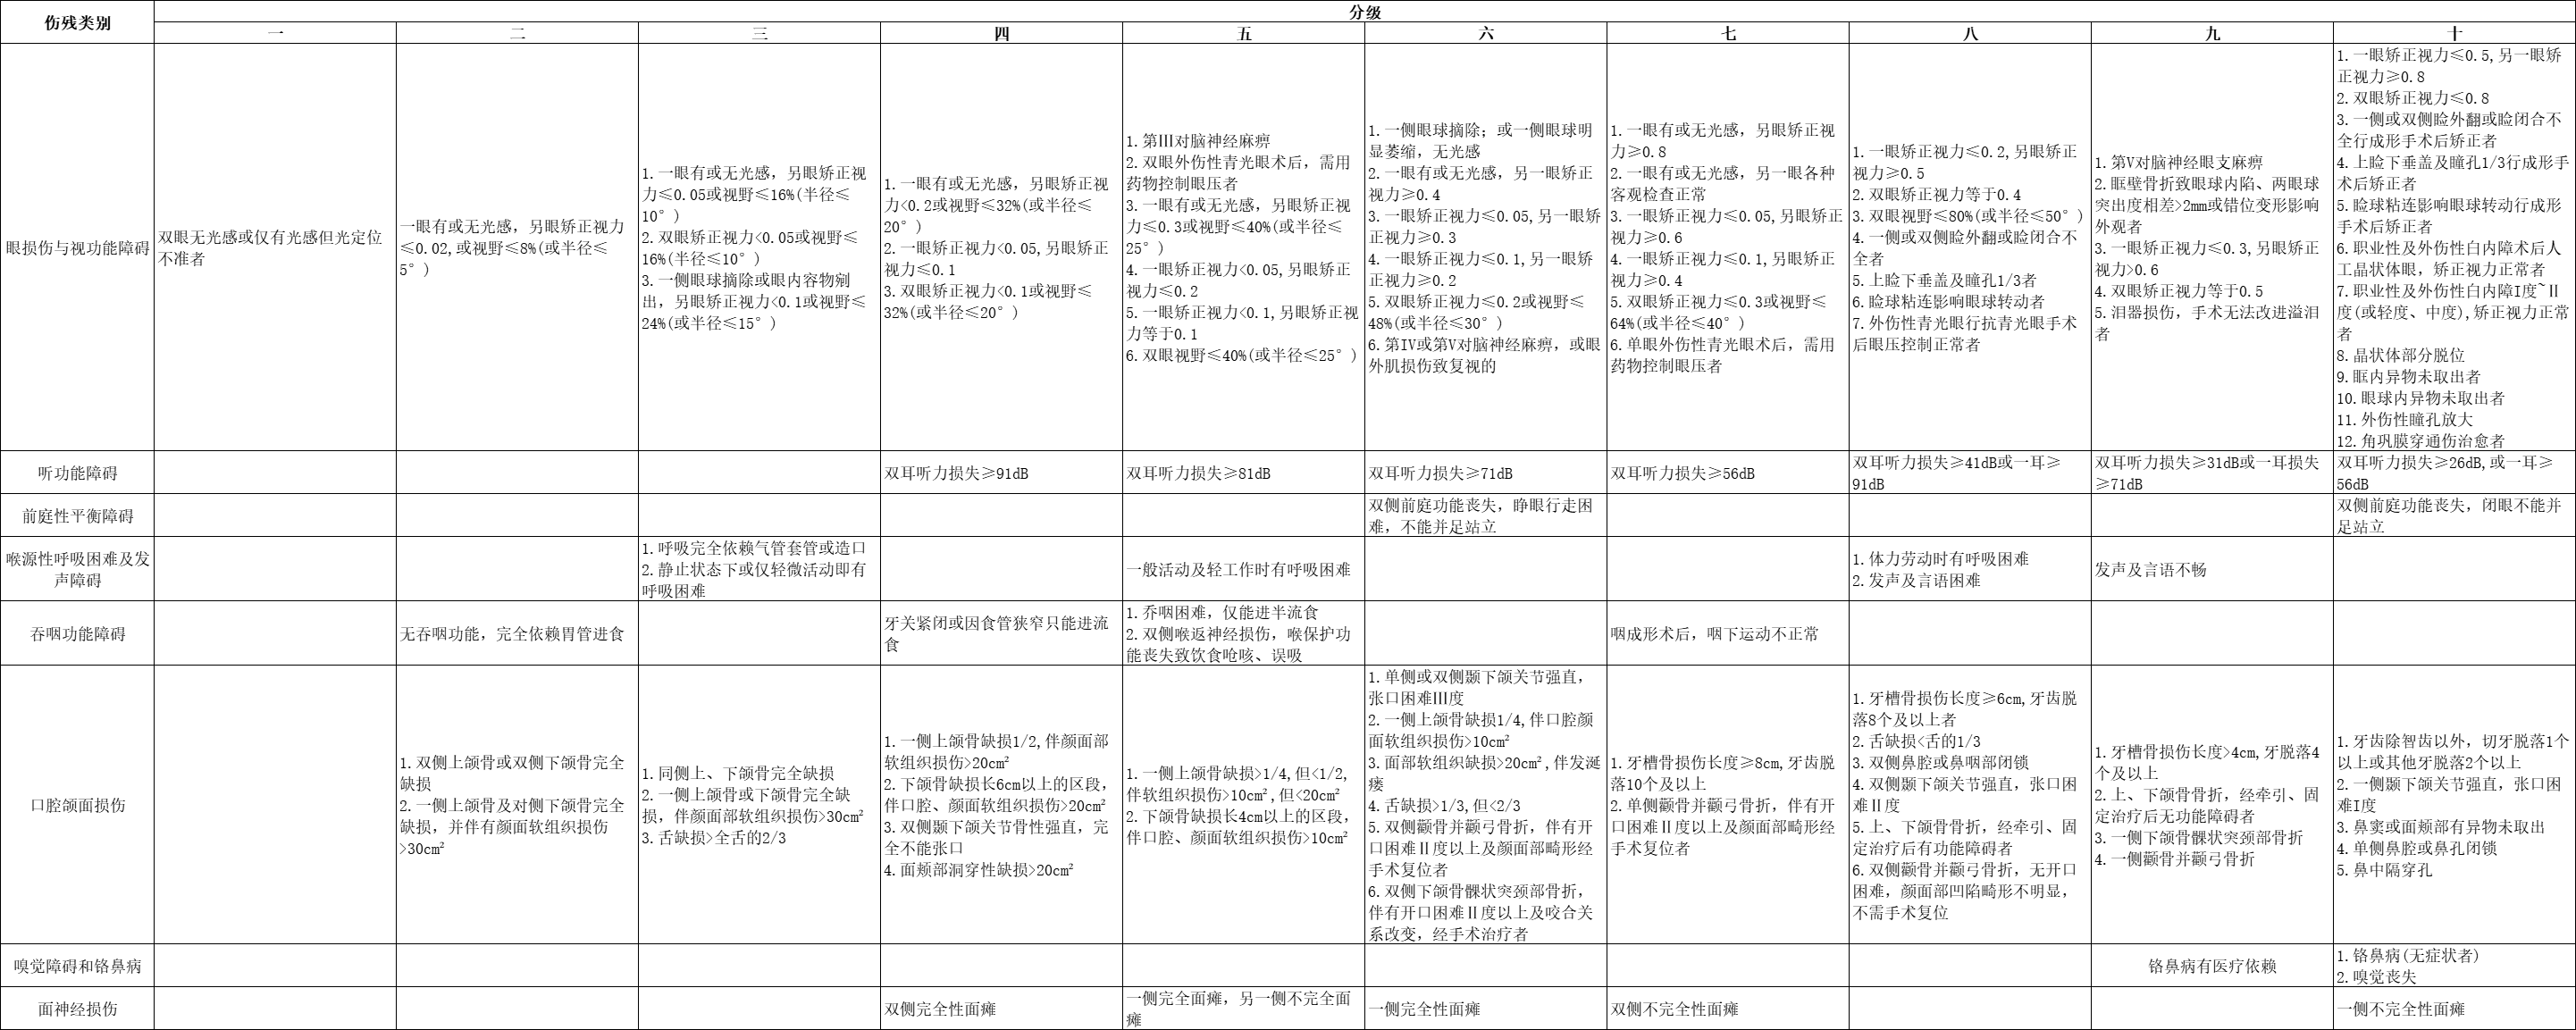 伤残类别
分级
一
二
三
四
五
六
七
八
九
十
眼损伤与视功能障碍
双眼无光感或仅有光感但光定位
不准者
一眼有或无光感，另眼矫正视力
≤0.02,或视野≤8%(或半径≤
5°)
1.一眼有或无光感，另眼矫正视
力≤0.05或视野≤16%(半径≤
10°)
2.双眼矫正视力<0.05或视野≤
16%(半径≤10°)
3.一侧眼球摘除或眼内容物剜
出，另眼矫正视力<0.1或视野≤
24%(或半径≤15°)
1.一眼有或无光感，另眼矫正视
力<0.2或视野≤32%(或半径≤
20°)
2.一眼矫正视力<0.05,另眼矫正
视力≤0.1
3.双眼矫正视力<0.1或视野≤
32%(或半径≤20°)
1.第Ⅲ对脑神经麻痹
2.双眼外伤性青光眼术后，需用
药物控制眼压者
3.一眼有或无光感，另眼矫正视
力≤0.3或视野≤40%(或半径≤
25°)
4.一眼矫正视力<0.05,另眼矫正
视力≤0.2
5.一眼矫正视力<0.1,另眼矫正视
力等于0.1
6.双眼视野≤40%(或半径≤25°)
1.一侧眼球摘除；或一侧眼球明
显萎缩，无光感
2.一眼有或无光感，另一眼矫正
视力≥0.4
3.一眼矫正视力≤0.05,另一眼矫
正视力≥0.3
4.一眼矫正视力≤0.1,另一眼矫
正视力≥0.2
5.双眼矫正视力≤0.2或视野≤
48%(或半径≤30°)
6.第IV或第V对脑神经麻痹，或眼
外肌损伤致复视的
1.一眼有或无光感，另眼矫正视
力≥0.8
2.一眼有或无光感，另一眼各种
客观检查正常
3.一眼矫正视力≤0.05,另眼矫正
视力≥0.6
4.一眼矫正视力≤0.1,另眼矫正
视力≥0.4
5.双眼矫正视力≤0.3或视野≤
64%(或半径≤40°)
6.单眼外伤性青光眼术后，需用
药物控制眼压者
1.一眼矫正视力≤0.2,另眼矫正
视力≥0.5
2.双眼矫正视力等于0.4
3.双眼视野≤80%(或半径≤50°)
4.一侧或双侧睑外翻或睑闭合不
全者
5.上睑下垂盖及瞳孔1/3者
6.睑球粘连影响眼球转动者
7.外伤性青光眼行抗青光眼手术
后眼压控制正常者
1.第V对脑神经眼支麻痹
2.眶壁骨折致眼球内陷、两眼球
突出度相差>2mm或错位变形影响
外观者
3.一眼矫正视力≤0.3,另眼矫正
视力>0.6
4.双眼矫正视力等于0.5
5.泪器损伤，手术无法改进溢泪
者
1.一眼矫正视力≤0.5,另一眼矫
正视力≥0.8
2.双眼矫正视力≤0.8
3.一侧或双侧睑外翻或睑闭合不
全行成形手术后矫正者
4.上睑下垂盖及瞳孔1/3行成形手
术后矫正者
5.睑球粘连影响眼球转动行成形
手术后矫正者
6.职业性及外伤性白内障术后人
工晶状体眼，矫正视力正常者
7.职业性及外伤性白内障I度~Ⅱ
度(或轻度、中度),矫正视力正常
者
8.晶状体部分脱位
9.眶内异物未取出者
10.眼球内异物未取出者
11.外伤性瞳孔放大
12.角巩膜穿通伤治愈者
听功能障碍
双耳听力损失≥91dB
双耳听力损失≥81dB
双耳听力损失≥71dB
双耳听力损失≥56dB
双耳听力损失≥41dB或一耳≥
91dB
双耳听力损失≥31dB或一耳损失
≥71dB
双耳听力损失≥26dB,或一耳≥
56dB
前庭性平衡障碍
双侧前庭功能丧失，睁眼行走困
难，不能并足站立
双侧前庭功能丧失，闭眼不能并
足站立
喉源性呼吸困难及发
声障碍
1.呼吸完全依赖气管套管或造口
2.静止状态下或仅轻微活动即有
呼吸困难
一般活动及轻工作时有呼吸困难
1.体力劳动时有呼吸困难
2.发声及言语困难
发声及言语不畅
吞咽功能障碍
无吞咽功能，完全依赖胃管进食
牙关紧闭或因食管狭窄只能进流
食
1.乔咽困难，仅能进半流食
2.双侧喉返神经损伤，喉保护功
能丧失致饮食呛咳、误吸
咽成形术后，咽下运动不正常
口腔颌面损伤
1.双侧上颌骨或双侧下颌骨完全
缺损
2.一侧上颌骨及对侧下颌骨完全
缺损，并伴有颜面软组织损伤
>30cm²
1.同侧上、下颌骨完全缺损
2.一侧上颌骨或下颌骨完全缺
损，伴颜面部软组织损伤>30cm²
3.舌缺损>全舌的2/3
1.一侧上颌骨缺损1/2,伴颜面部
软组织损伤>20cm²
2.下颌骨缺损长6cm以上的区段，
伴口腔、颜面软组织损伤>20cm²
3.双侧颞下颌关节骨性强直，完
全不能张口
4.面颊部洞穿性缺损>20cm²
1.一侧上颌骨缺损>1/4,但<1/2,
伴软组织损伤>10cm²,但<20cm²
2.下颌骨缺损长4cm以上的区段，
伴口腔、颜面软组织损伤>10cm²
1.单侧或双侧颞下颌关节强直，
张口困难Ⅲ度
2.一侧上颌骨缺损1/4,伴口腔颜
面软组织损伤>10cm²
3.面部软组织缺损>20cm²,伴发涎
瘘
4.舌缺损>1/3,但<2/3
5.双侧颧骨并颧弓骨折，伴有开
口困难Ⅱ度以上及颜面部畸形经
手术复位者
6.双侧下颌骨髁状突颈部骨折，
伴有开口困难Ⅱ度以上及咬合关
系改变，经手术治疗者
1.牙槽骨损伤长度≥8cm,牙齿脱
落10个及以上
2.单侧颧骨并颧弓骨折，伴有开
口困难Ⅱ度以上及颜面部畸形经
手术复位者
1.牙槽骨损伤长度≥6cm,牙齿脱
落8个及以上者
2.舌缺损<舌的1/3
3.双侧鼻腔或鼻咽部闭锁
4.双侧颞下颌关节强直，张口困
难Ⅱ度
5.上、下颌骨骨折，经牵引、固
定治疗后有功能障碍者
6.双侧颧骨并颧弓骨折，无开口
困难，颜面部凹陷畸形不明显，
不需手术复位
1.牙槽骨损伤长度>4cm,牙脱落4
个及以上
2.上、下颌骨骨折，经牵引、固
定治疗后无功能障碍者
3.一侧下颌骨髁状突颈部骨折
4.一侧颧骨并颧弓骨折
1.牙齿除智齿以外，切牙脱落1个
以上或其他牙脱落2个以上
2.一侧颞下颌关节强直，张口困
难I度
3.鼻窦或面颊部有异物未取出
4.单侧鼻腔或鼻孔闭锁
5.鼻中隔穿孔
嗅觉障碍和铬鼻病
铬鼻病有医疗依赖
1.铬鼻病(无症状者)
2.嗅觉丧失
面神经损伤
双侧完全性面瘫
一侧完全面瘫，另一侧不完全面
瘫
一侧完全性面瘫
双侧不完全性面瘫
一侧不完全性面瘫